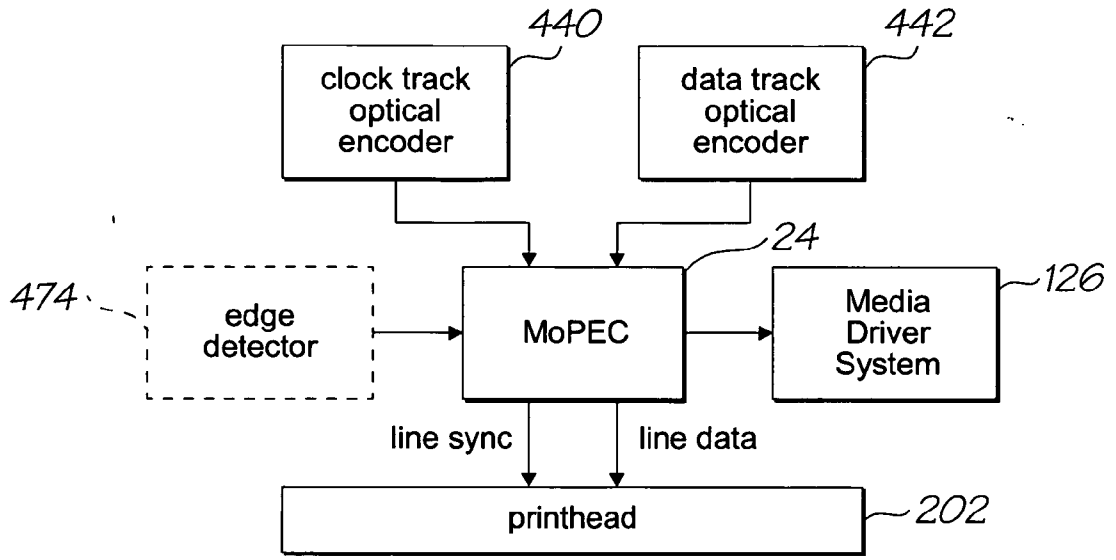 440
442
clock track
optical
encoder
data track
optical
encoder
24
474
126
edge
detector
MoPEC
Media
Driver
System
line sync
line data
printhead
202